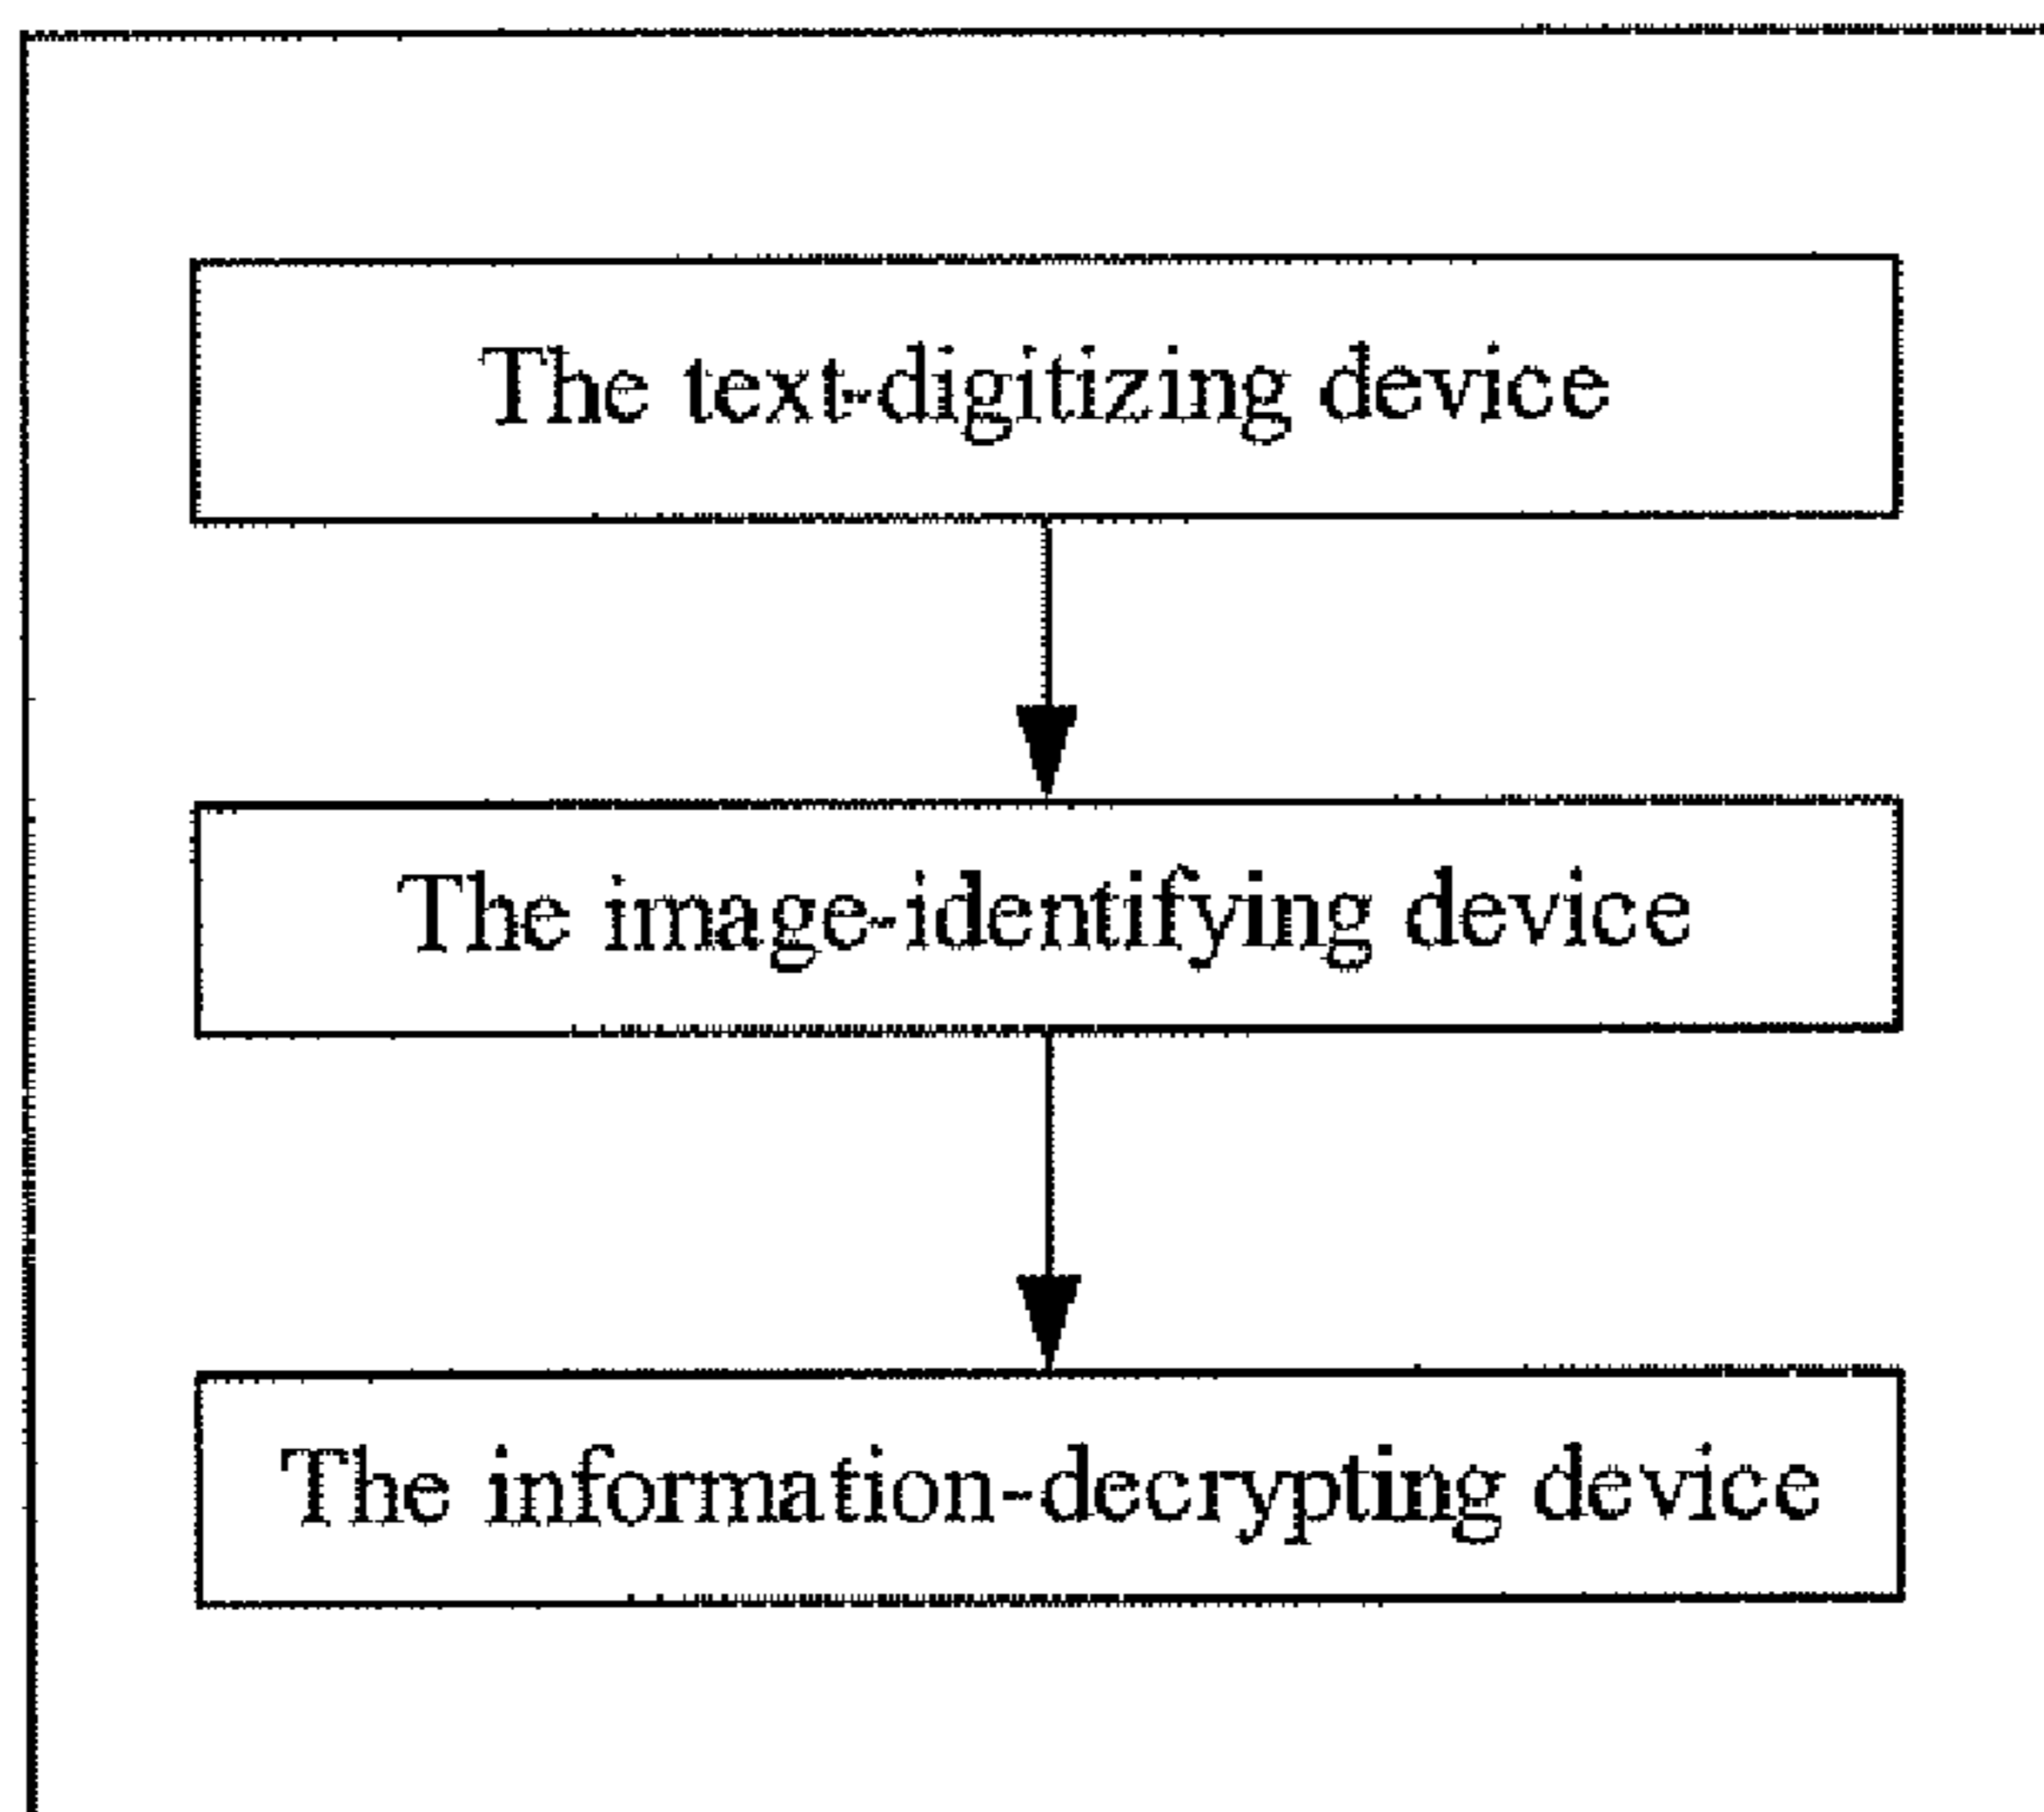 The text-digitizing device
The image-identifying device
The information-decrypting device